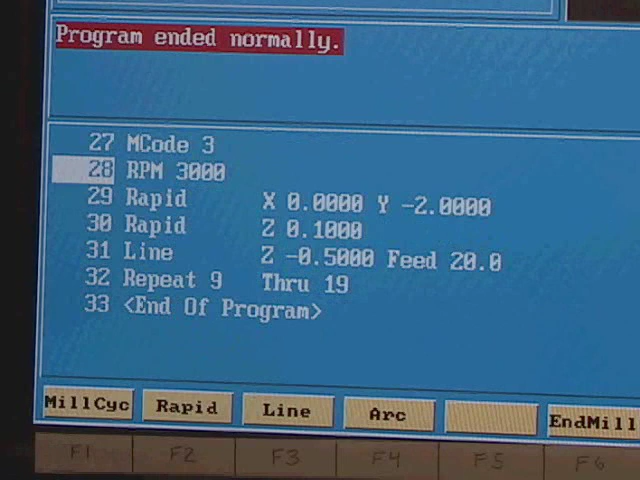 Program ended normally.
27 MCode 3
28 RPM 3000
29 Rapid X 0.0000 Y -2.0000
30 Rapid Z 0.1000
31 Line Z -0.5000 Feed 20.0
32 Repeat 9 Thru 19
33 <End Of Program>
MillCyc Rapid Line Arc EndMill
F1 F2 F3 F4 F5 F6